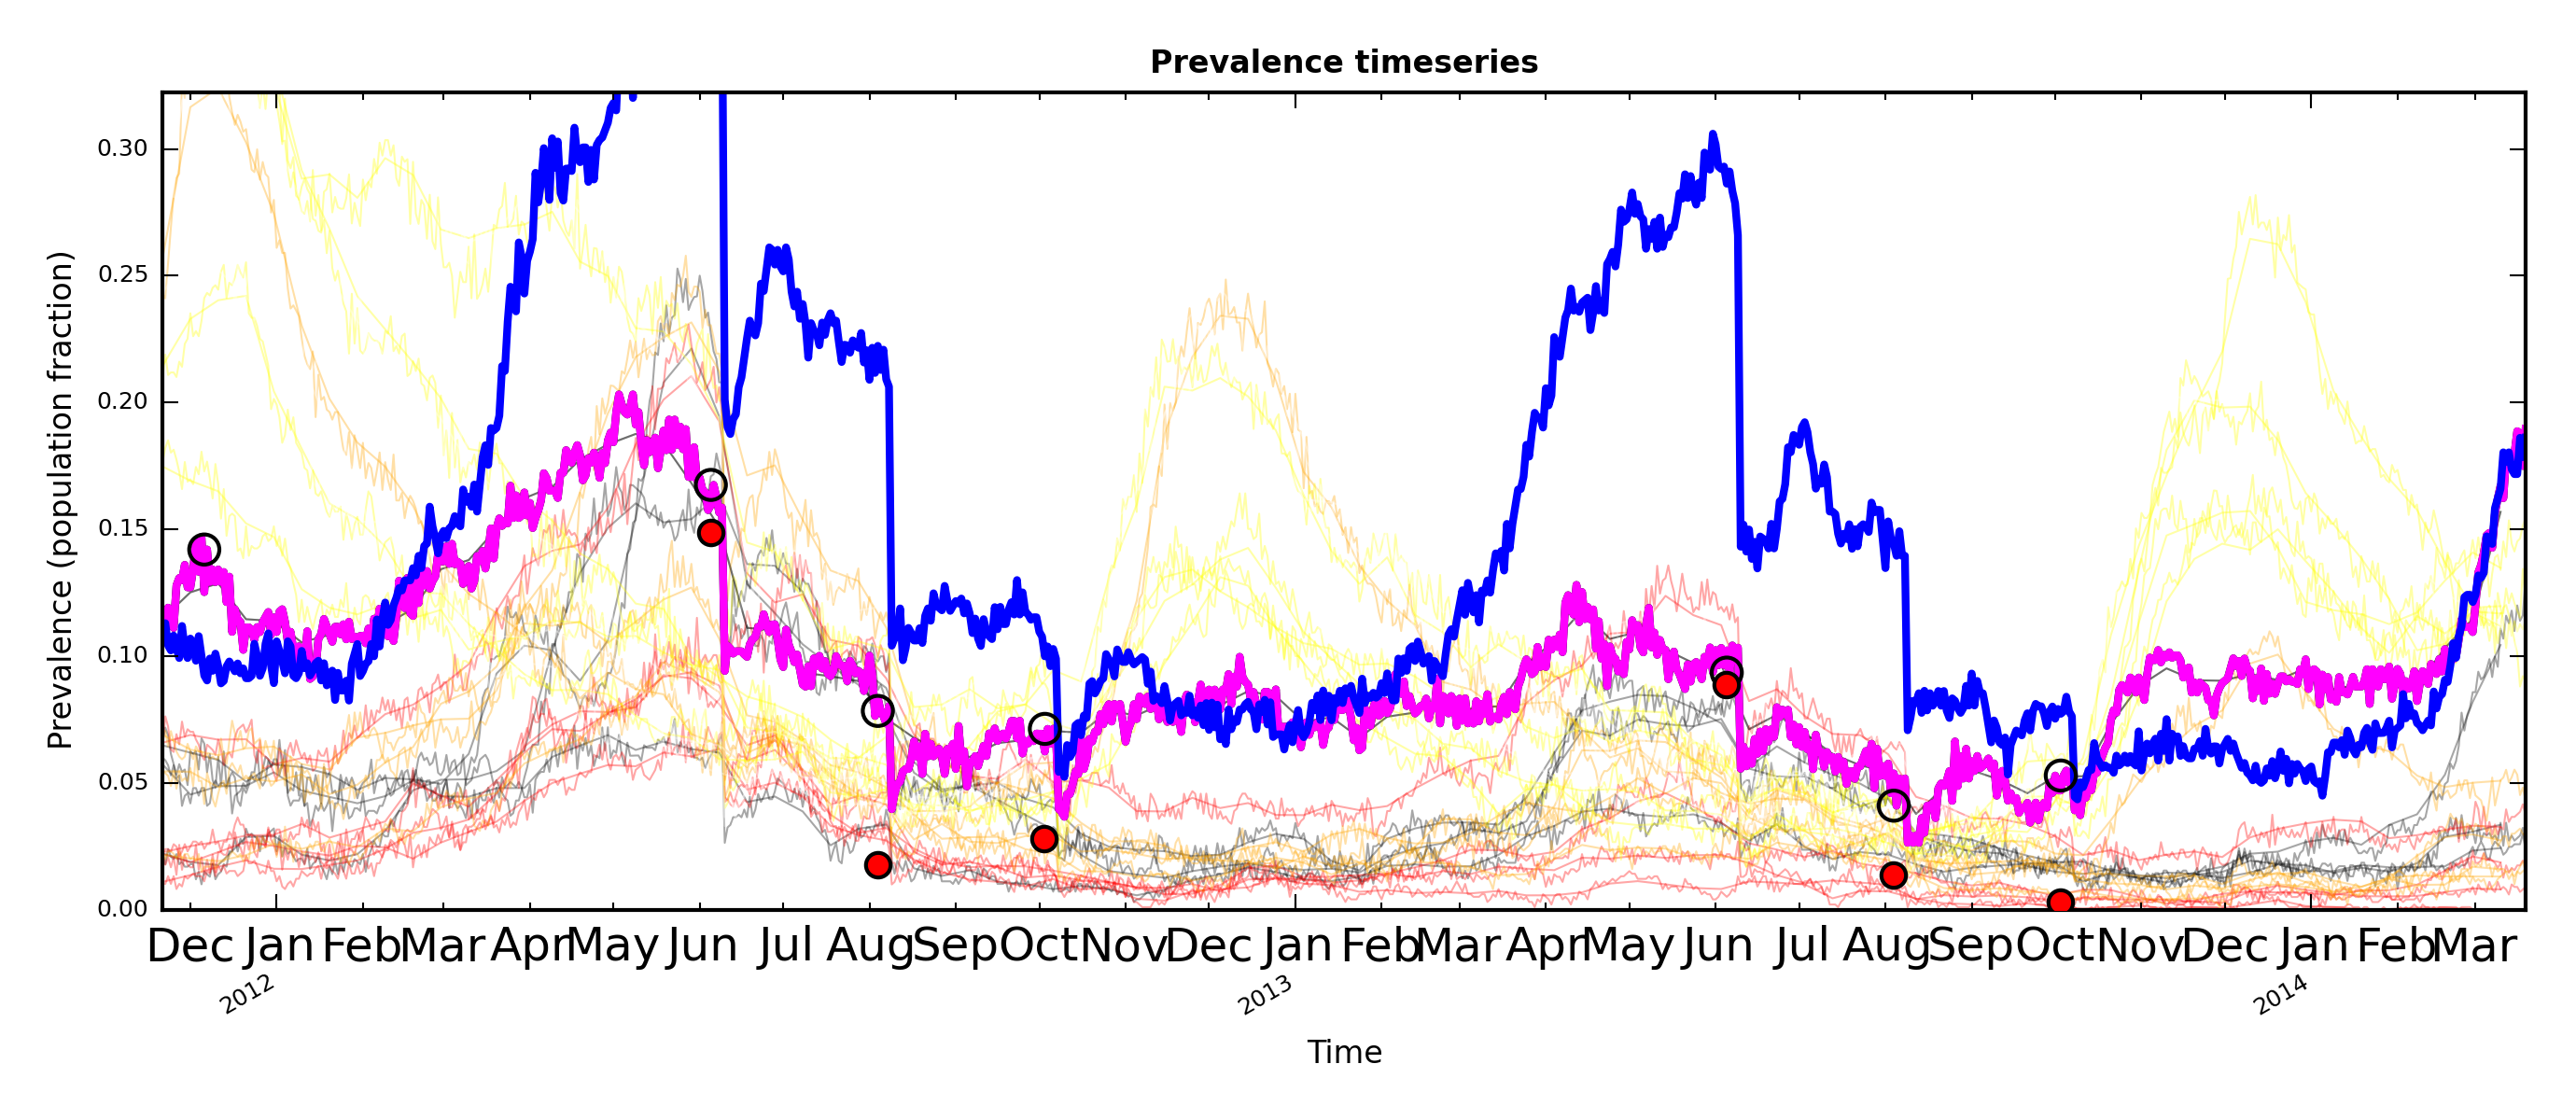 Prevalence timeseries
Prevalence (population fraction)
0.30
0.25
0.20
0.15
0.10
0.05
0.00
Dec Jan Feb Mar Apr May Jun Jul Aug Sep Oct Nov Dec Jan Feb Mar Apr May Jun Jul Aug Sep Oct Nov Dec Jan Feb Mar
2012 2013 2014
Time